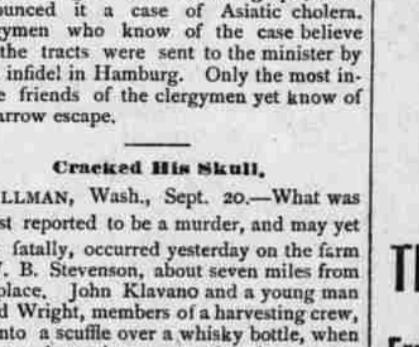 ounced it a case of Asiatic cholera.
gymen who know of the case believe
the tracts were sent to the minister by
infidel in Hamburg. Only the most in-
e friends of the clergymen yet know of
arrow escape.
Cracked His Skull.
LLMAN, Wash., Sept. 20.—What was
st reported to be a murder, and may yet
fatally, occurred yesterday on the farm
. B. Stevenson, about seven miles from
place. John Klavano and a young man
d Wright, members of a harvesting crew,
nto a scuffle over a whisky bottle, when